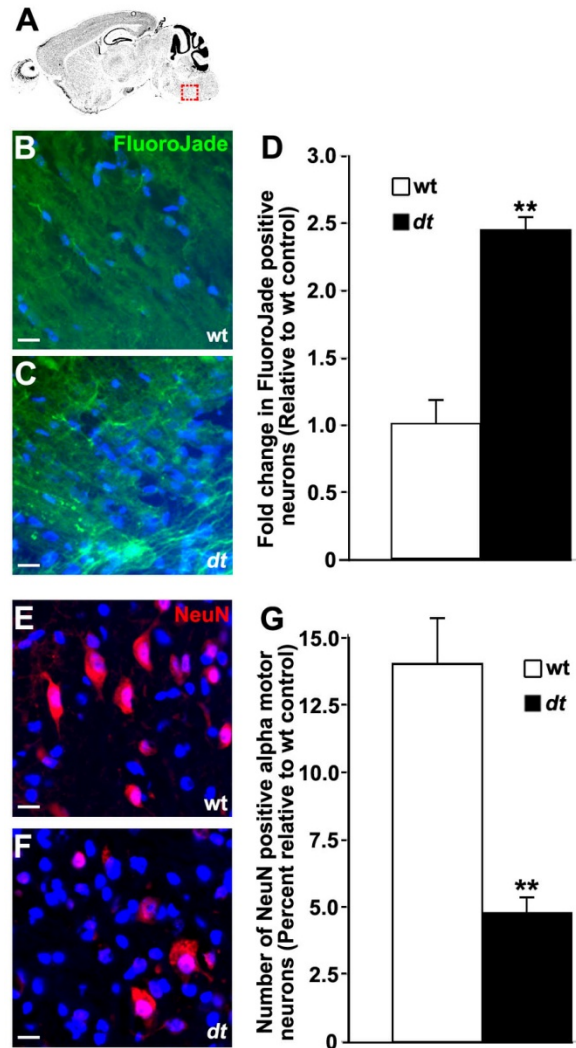 A
B
FluoroJade
wt
C
dt
D
Fold change in FluoroJade positive
neurons (Relative to wt control)
3.0
2.5
2.0
1.5
1.0
0.5
0
wt
dt
**
E
NeuN
wt
F
dt
G
Number of NeuN positive alpha motor
neurons (Percent relative to wt control)
15.0
12.5
15.0
7.5
5.0
2.5
0
wt
dt
**